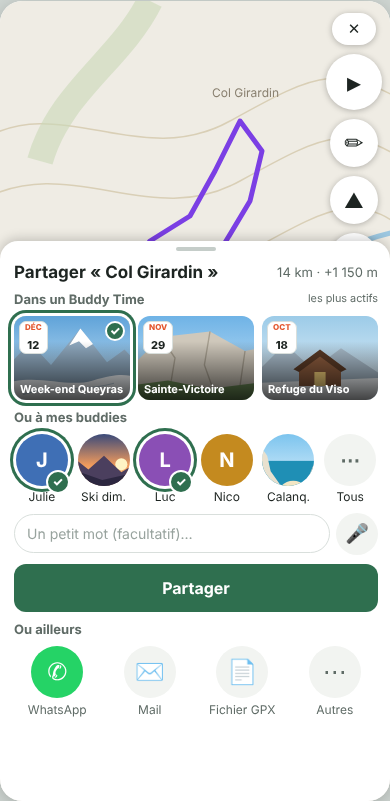 Col Girardin
Partager « Col Girardin »
14 km · +1 150 m
Dans un Buddy Time
les plus actifs
DÉC
12
Week-end Queyras
NOV
29
Sainte-Victoire
OCT
18
Refuge du Viso
Ou à mes buddies
J
L
N
Julie
Ski dim.
Luc
Nico
Calanq.
Tous
Un petit mot (facultatif)…
Partager
Ou ailleurs
WhatsApp
Mail
Fichier GPX
Autres